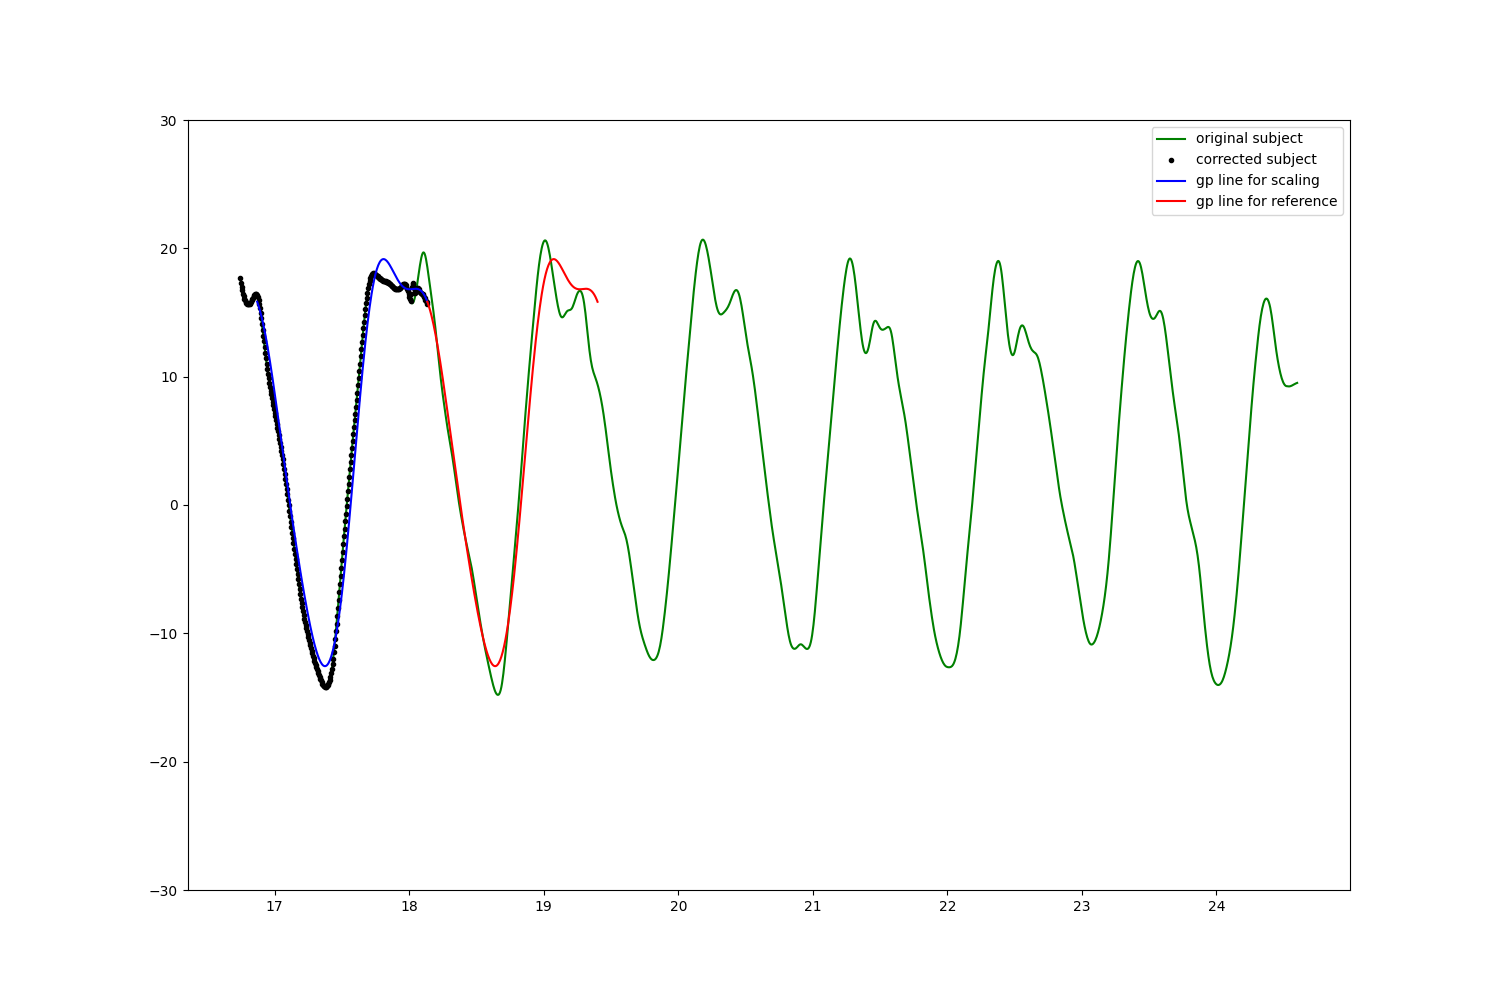 30
20
10
0
−10
−20
−30
17 18 19 20 21 22 23 24
original subject
corrected subject
gp line for scaling
gp line for reference